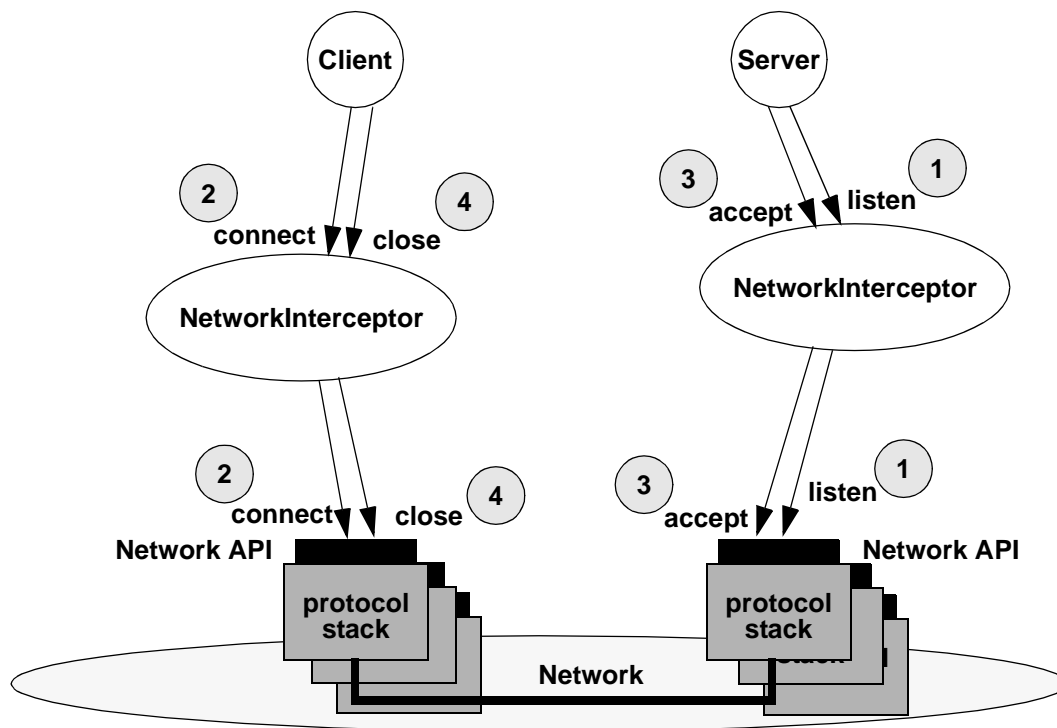 Client
Server
2
4
3
1
connect
close
accept
listen
NetworkInterceptor
NetworkInterceptor
2
4
3
1
connect
close
accept
listen
Network API
Network API
protocol
stack
protocol
stack
Network